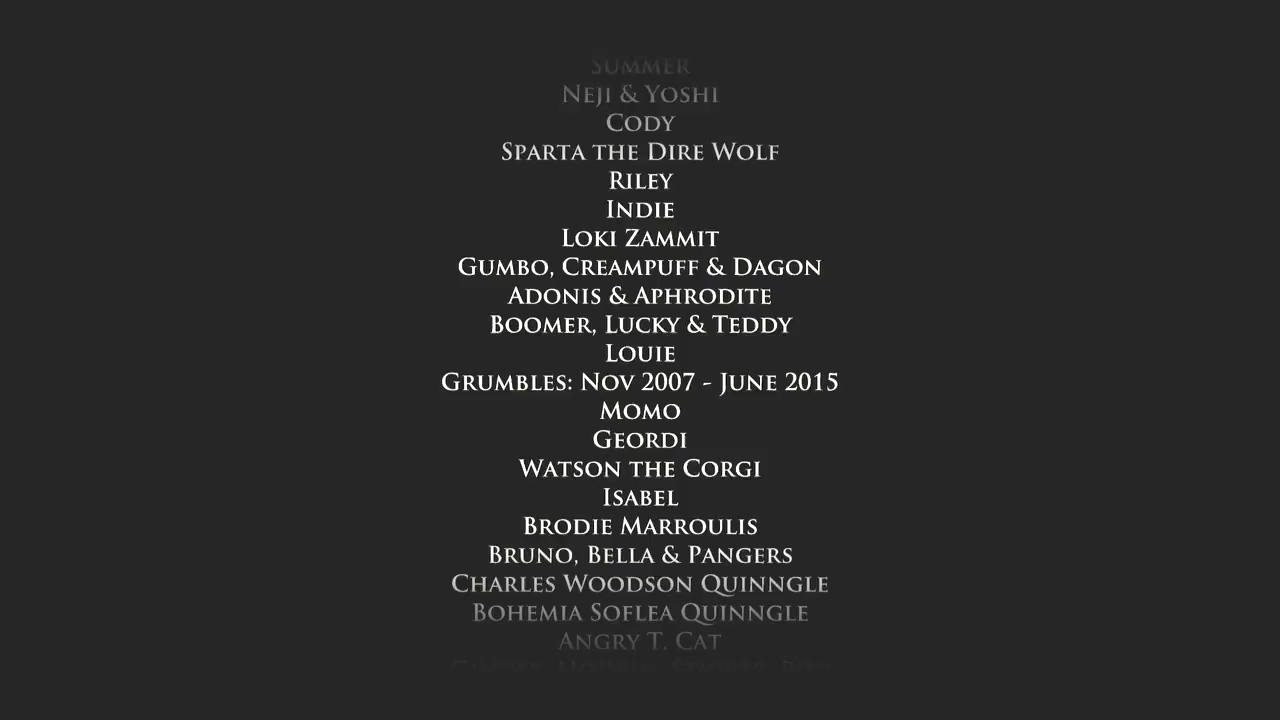 Summer
Neji & Yoshi
Cody
Sparta the Dire Wolf
Riley
Indie
Loki Zammit
Gumbo, Creampuff & Dagon
Adonis & Aphrodite
Boomer, Lucky & Teddy
Louie
Grumbles: Nov 2007 - June 2015
Momo
Geordi
Watson the Corgi
Isabel
Brodie Marroulis
Bruno, Bella & Pangers
Charles Woodson Quinngle
Bohemia Soflea Quinngle
Angry T. Cat